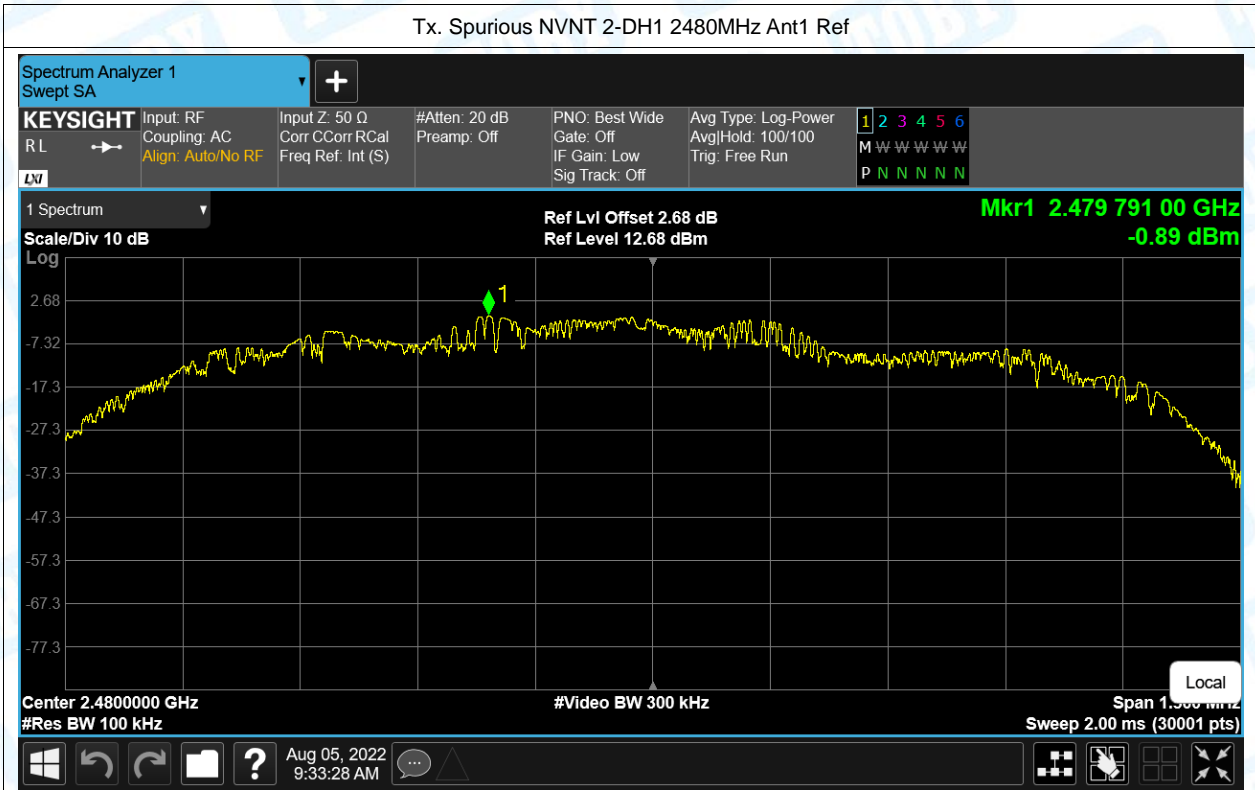 Tx. Spurious NVNT 2-DH1 2480MHz Ant1 Ref
Spectrum Analyzer 1
Swept SA
KEYSIGHT
RL
LXI
Input: RF
Coupling: AC
Align: Auto/No RF
Input Z: 50 Ω
Corr CCorr RCal
Freq Ref: Int (S)
#Atten: 20 dB
Preamp: Off
PNO: Best Wide
Gate: Off
IF Gain: Low
Sig Track: Off
Avg Type: Log-Power
Avg|Hold: 100/100
Trig: Free Run
1 2 3 4 5 6
M W W W W W
P N N N N N
1 Spectrum
Scale/Div 10 dB
Ref Lvl Offset 2.68 dB
Ref Level 12.68 dBm
Mkr1 2.479 791 00 GHz
-0.89 dBm
Log
1
2.68
-7.32
-17.3
-27.3
-37.3
-47.3
-57.3
-67.3
-77.3
Local
Center 2.4800000 GHz
#Video BW 300 kHz
Span
#Res BW 100 kHz
Sweep 2.00 ms (30001 pts)
?
Aug 05, 2022
9:33:28 AM